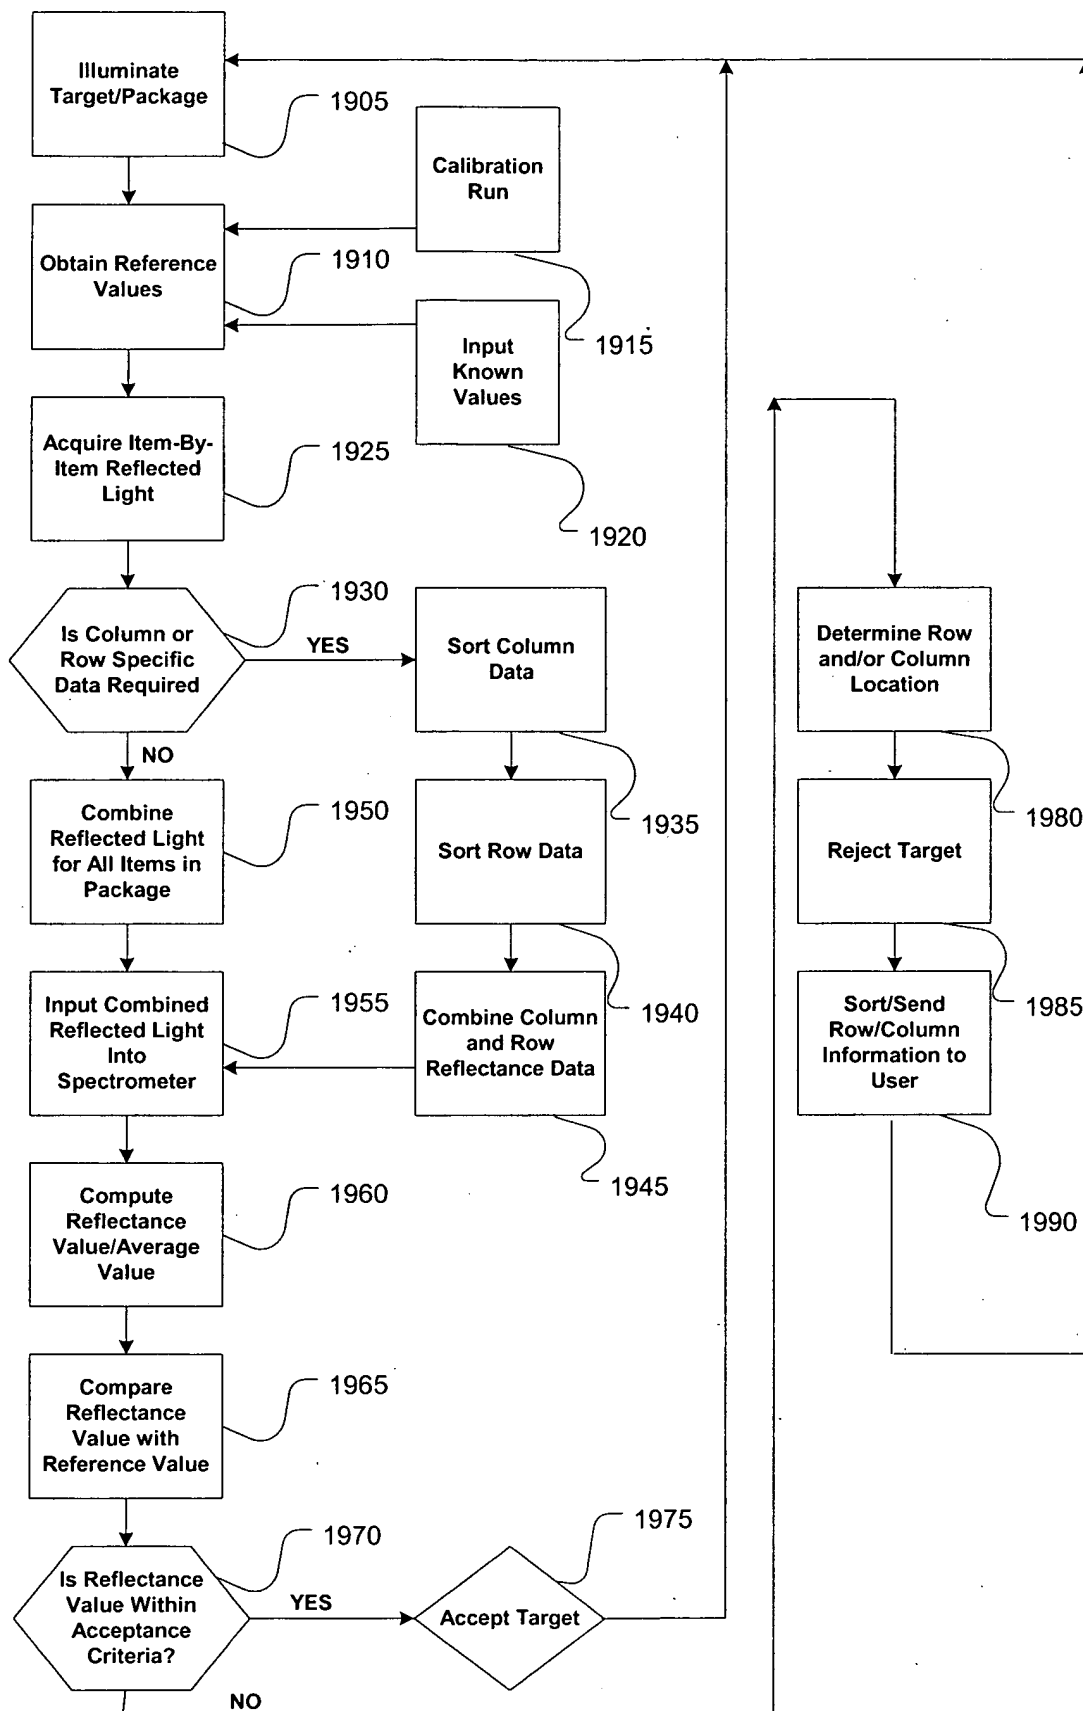 Illuminate
Target/Package
1905
Calibration
Run
1915
Obtain Reference
Values
1910
Input
Known
Values
1920
Acquire Item-By-
Item Reflected
Light
1925
Is Column or
Row Specific
Data Required
1930
YES
NO
Sort Column
Data
1935
Determine Row
and/or Column
Location
1980
Combine
Reflected Light
for All Items in
Package
1950
Sort Row Data
1940
Reject Target
1985
Input Combined
Reflected Light
Into
Spectrometer
1955
Combine Column
and Row
Reflectance Data
1945
Sort/Send
Row/Column
Information to
User
1990
Compute
Reflectance
Value/Average
Value
1960
Compare
Reflectance
Value with
Reference Value
1965
Is Reflectance
Value Within
Acceptance
Criteria?
1970
YES
NO
Accept Target
1975